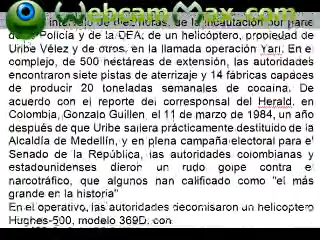 WebcamMax.com
Policía y de la DEA, de un helicóptero, propiedad de
Uribe Vélez y de otros, en la llamada operación Yarí. En el
complejo, de 500 hectáreas de extensión, las autoridades
encontraron siete pistas de aterrizaje y 14 fábricas capaces
de producir 20 toneladas semanales de cocaína. De
acuerdo con el reporte del corresponsal del Herald, en
Colombia, Gonzalo Guillen, el 11 de marzo de 1984, un año
después de que Uribe saliera prácticamente destituido de la
Alcaldía de Medellín, y en plena campaña electoral para el
Senado de la República, las autoridades colombianas y
estadounidenses dieron un rudo golpe contra el
narcotráfico, que algunos han calificado como "el más
grande en la historia"
En el operativo, las autoridades decomisaron un helicóptero
Hughes-500, modelo 369D, con